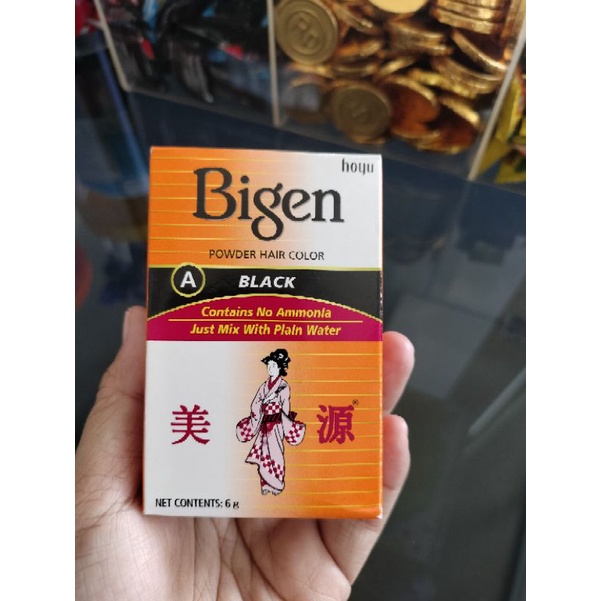 hoyu
Bigen
POWDER HAIR COLOR
A BLACK
Contains No Ammonia
Just Mix With Plain Water
美源®
NET CONTENTS: 6 g